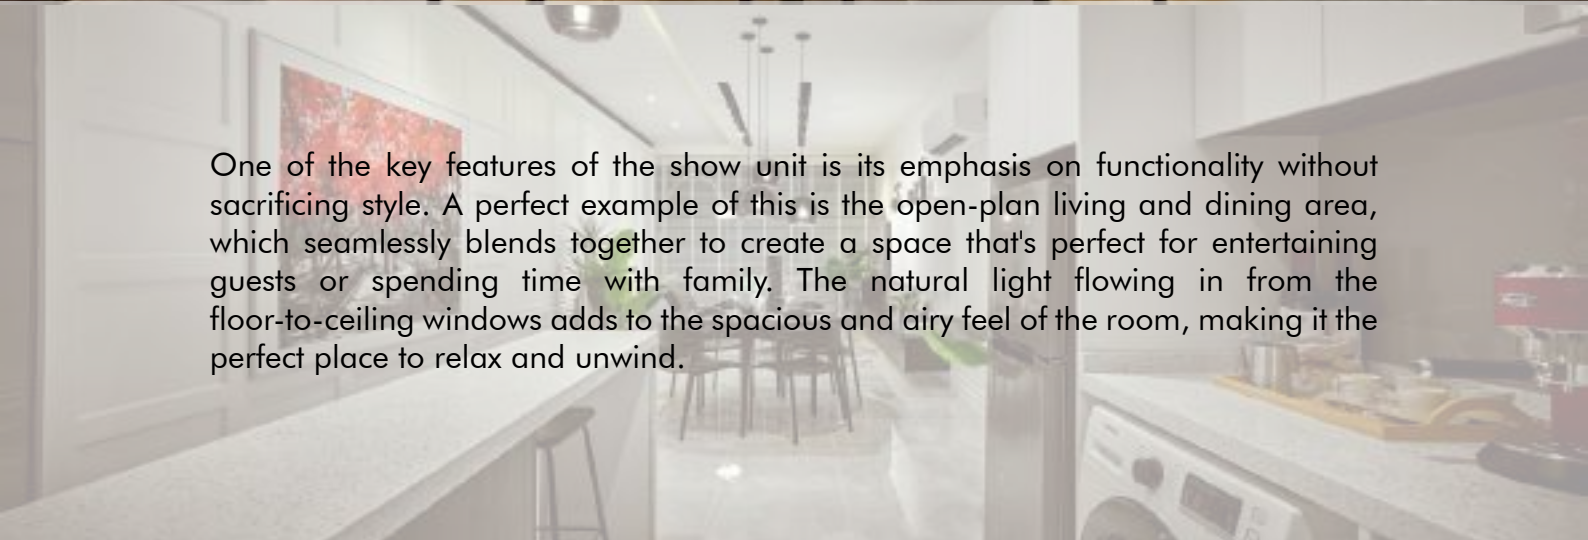 One of the key features of the show unit is its emphasis on functionality without
sacrificing style. A perfect example of this is the open-plan living and dining area,
which seamlessly blends together to create a space that's perfect for entertaining
guests or spending time with family. The natural light flowing in from the
floor-to-ceiling windows adds to the spacious and airy feel of the room, making it the
perfect place to relax and unwind.